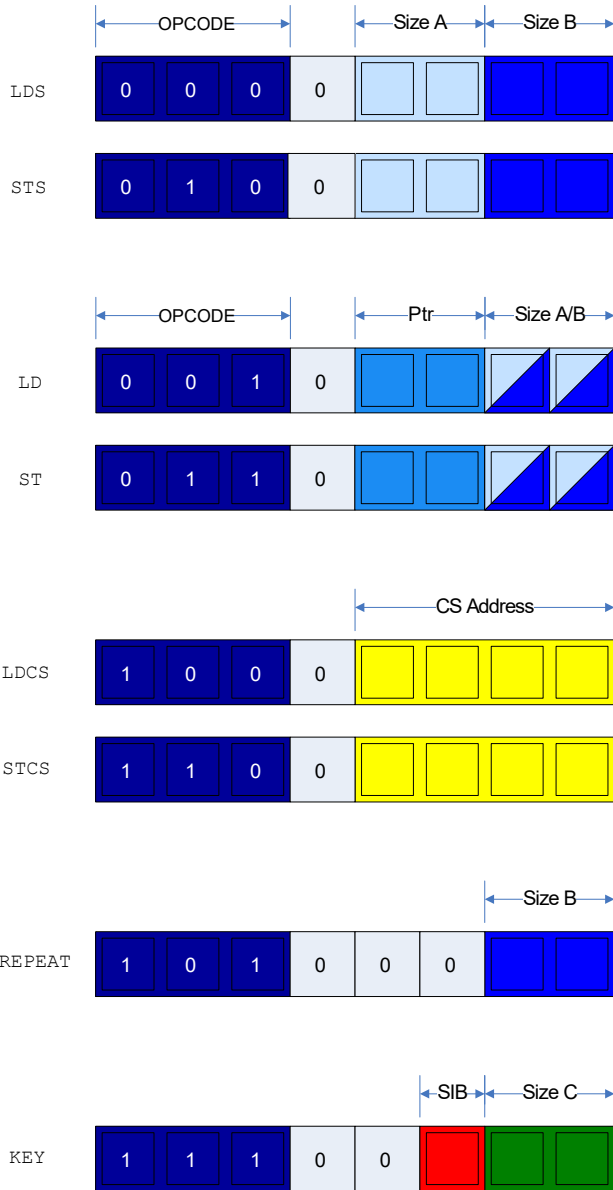 OPCODE Size A Size B
LDS 0 0 0 0
STS 0 1 0 0
OPCODE Ptr Size A/B
LD 0 0 1 0
ST 0 1 1 0
CS Address
LDCS 1 0 0 0
STCS 1 1 0 0
Size B
REPEAT 1 0 1 0 0 0
SIB Size C
KEY 1 1 1 0 0